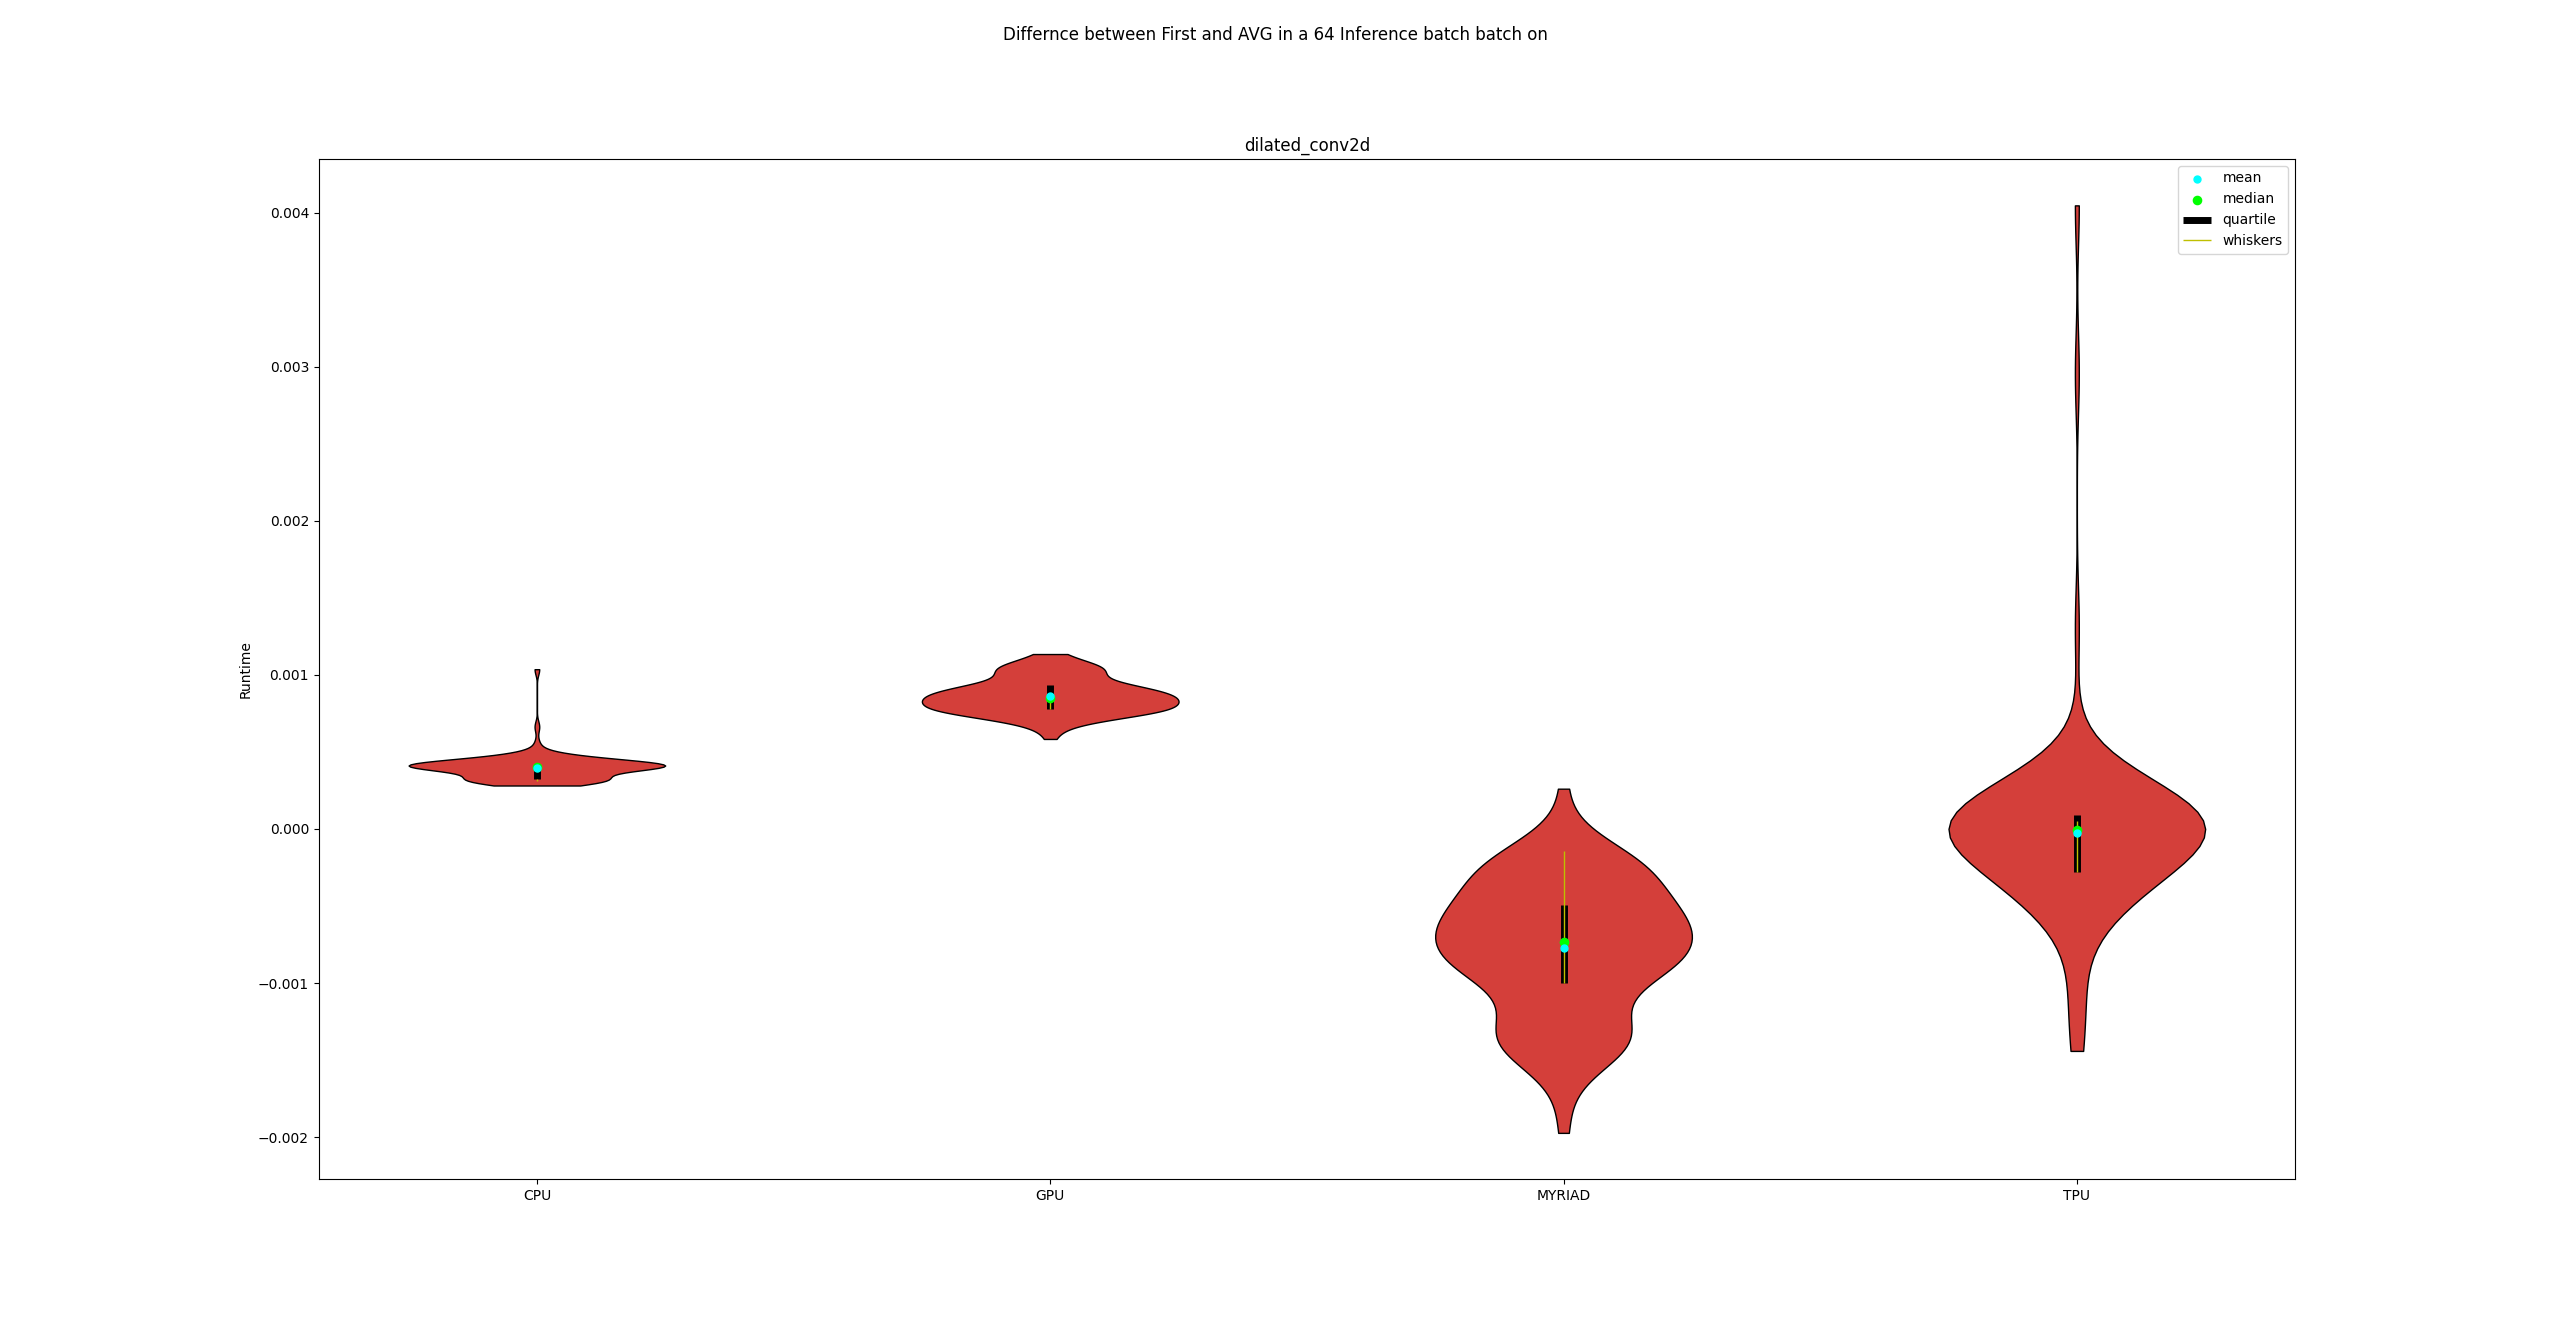 Differnce between First and AVG in a 64 Inference batch batch on
dilated_conv2d
mean
median
quartile
whiskers
0.004
0.003
0.002
0.001
0.000
−0.001
−0.002
Runtime
CPU
GPU
MYRIAD
TPU